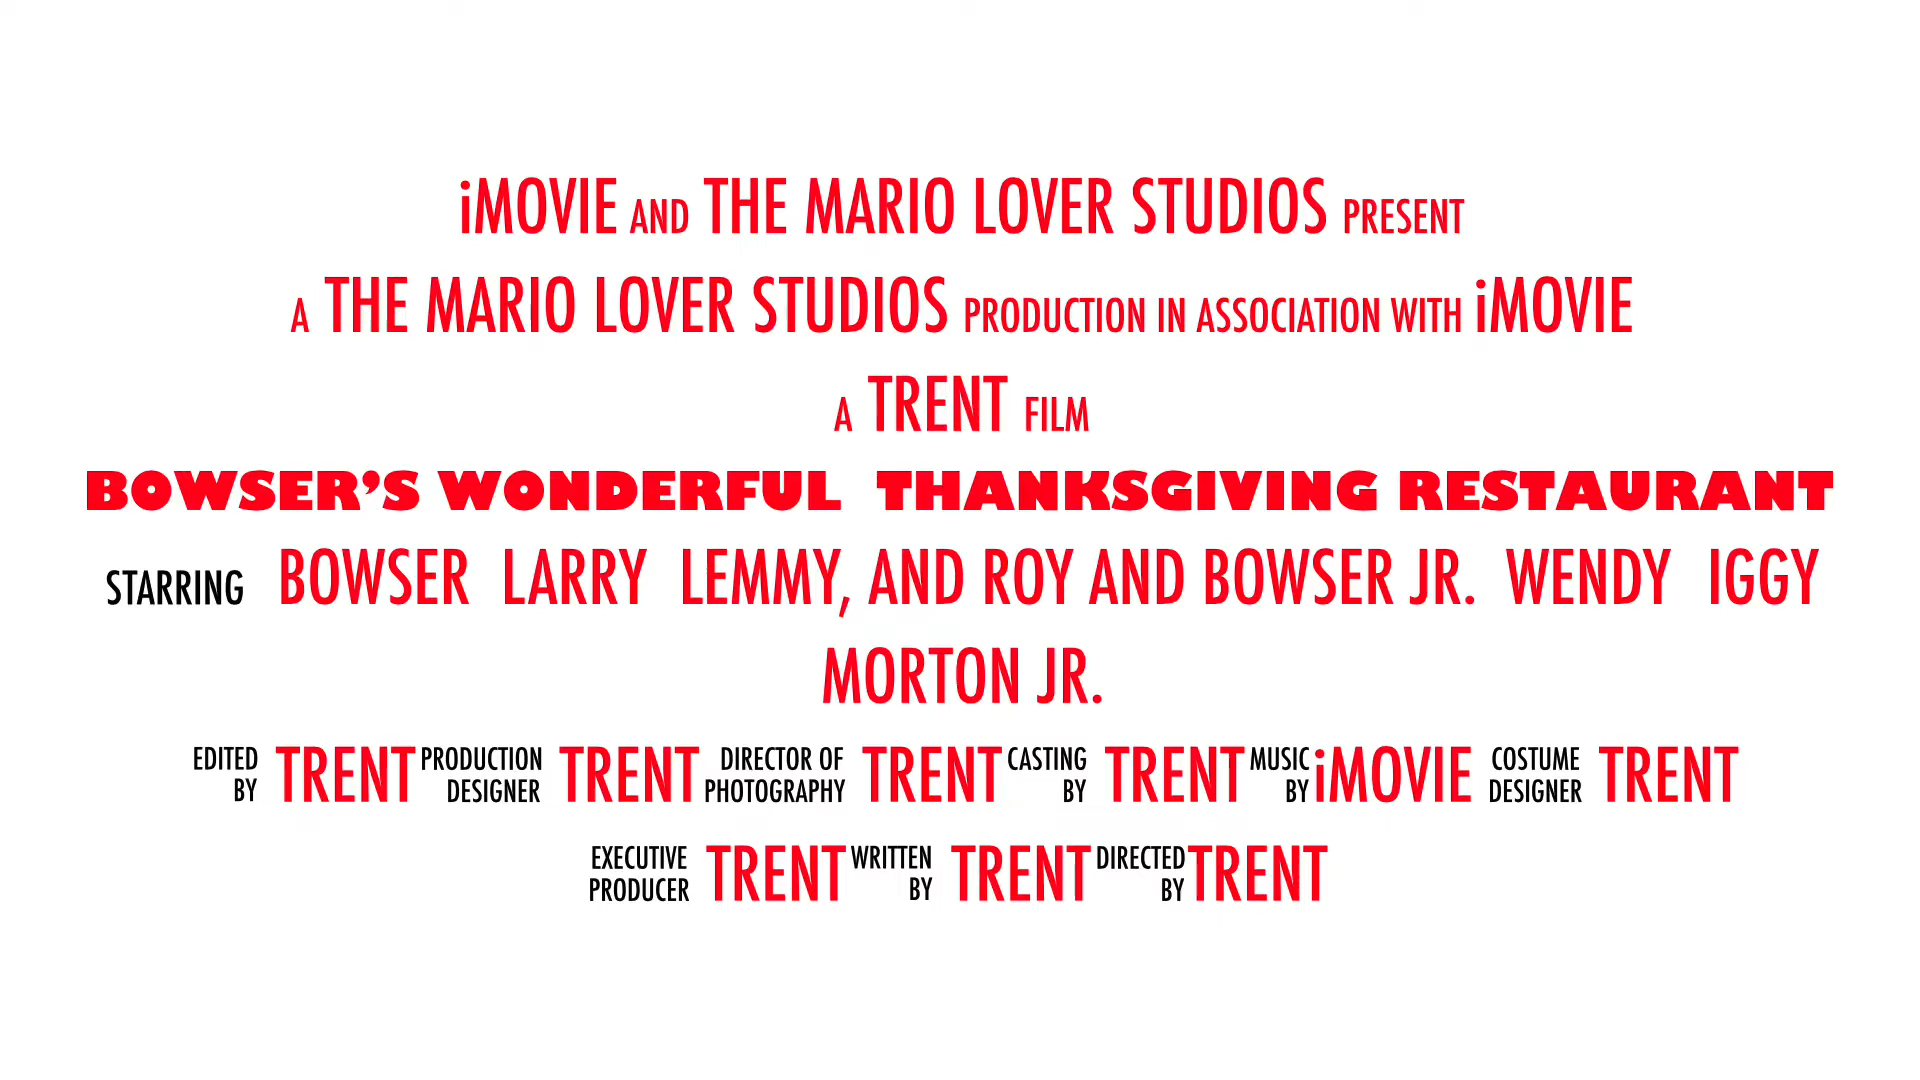 iMOVIE AND THE MARIO LOVER STUDIOS PRESENT
A THE MARIO LOVER STUDIOS PRODUCTION IN ASSOCIATION WITH iMOVIE
A TRENT FILM
BOWSER'S WONDERFUL THANKSGIVING RESTAURANT
STARRING BOWSER LARRY LEMMY, AND ROY AND BOWSER JR. WENDY IGGY
MORTON JR.
EDITED BY TRENT PRODUCTION DESIGNER TRENT DIRECTOR OF PHOTOGRAPHY TRENT CASTING BY TRENT MUSIC BY iMOVIE COSTUME DESIGNER TRENT
EXECUTIVE PRODUCER TRENT WRITTEN BY TRENT DIRECTED BY TRENT